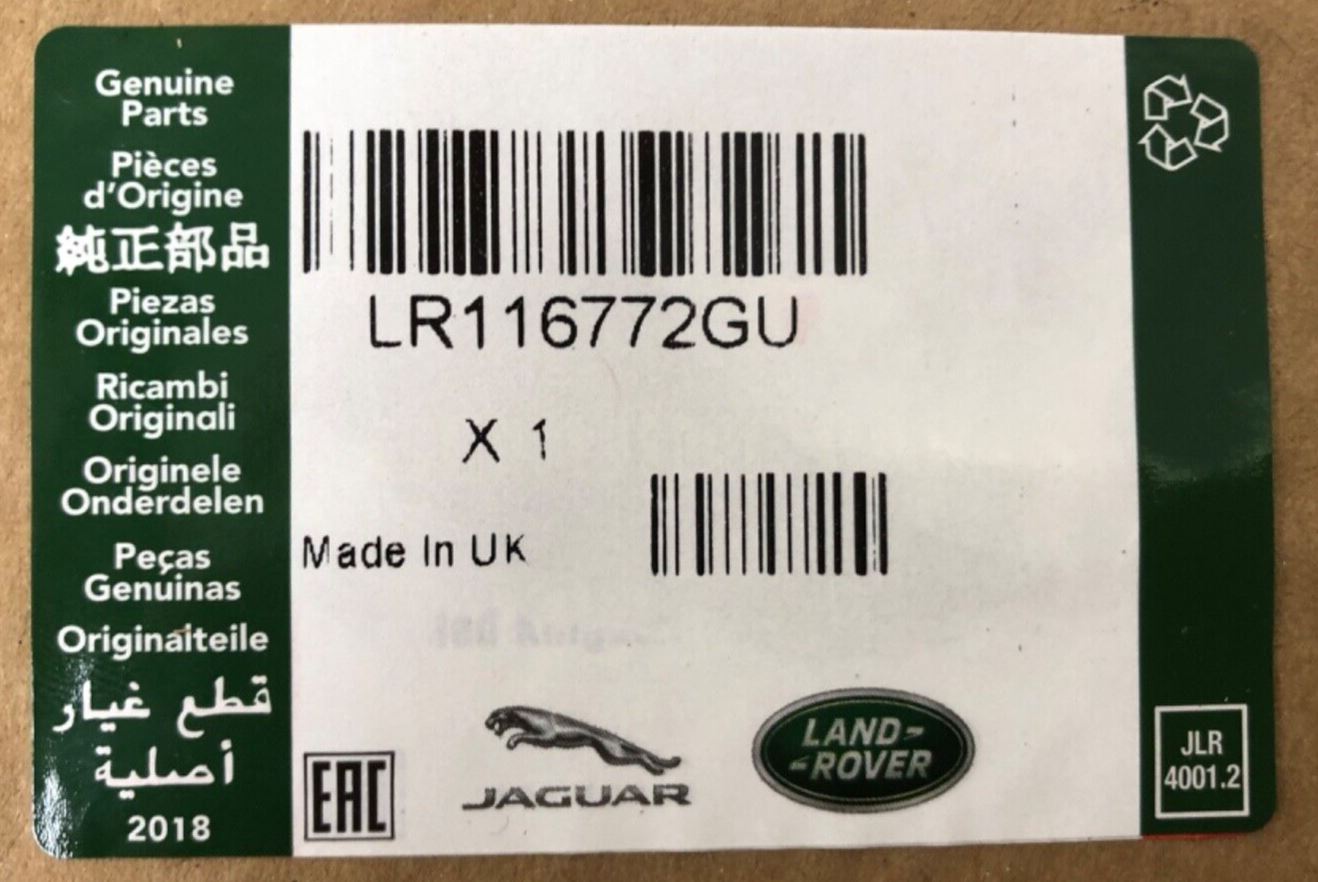 Genuine
Parts
Pièces
d'Origine
純正部品
Piezas
Originales
Ricambi
Originali
Originele
Onderdelen
Peças
Genuínas
Originalteile
قطع غيار
أصلية
2018
LR116772GU
X 1
Made In UK
EAC
JAGUAR
LAND-
-ROVER
JLR
4001.2